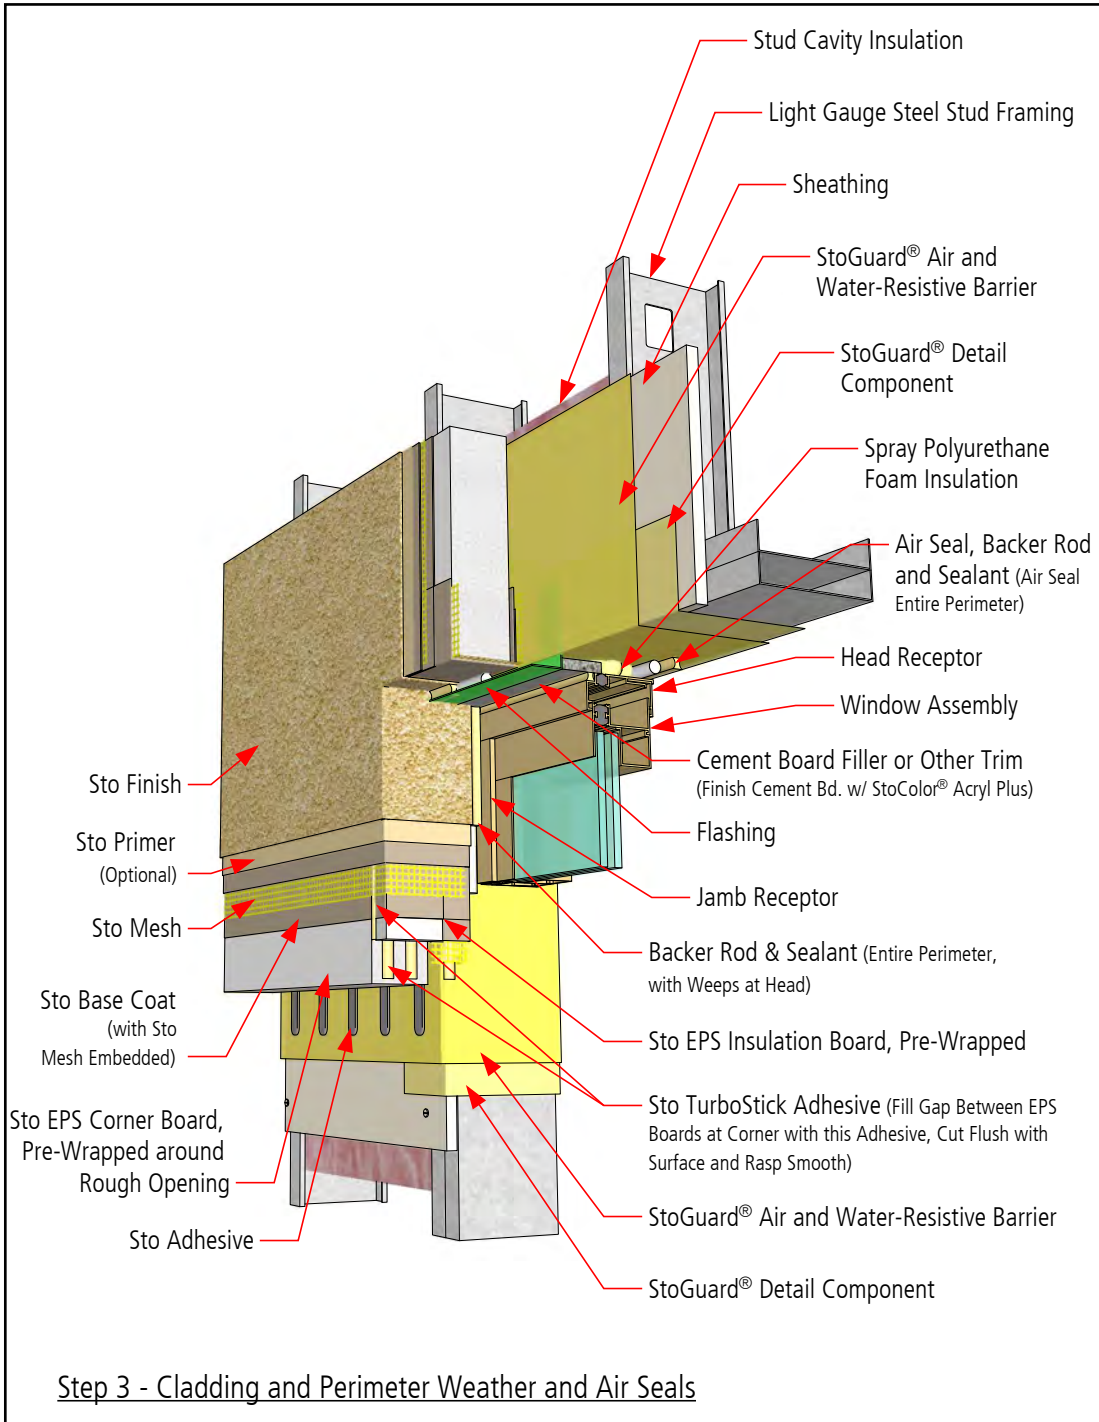 Stud Cavity Insulation
Light Gauge Steel Stud Framing
Sheathing
StoGuard® Air and
Water-Resistive Barrier
StoGuard® Detail
Component
Spray Polyurethane
Foam Insulation
Air Seal, Backer Rod
and Sealant (Air Seal
Entire Perimeter)
Head Receptor
Window Assembly
Cement Board Filler or Other Trim
(Finish Cement Bd. w/ StoColor® Acryl Plus)
Flashing
Jamb Receptor
Backer Rod & Sealant (Entire Perimeter,
with Weeps at Head)
Sto EPS Insulation Board, Pre-Wrapped
Sto TurboStick Adhesive (Fill Gap Between EPS
Boards at Corner with this Adhesive, Cut Flush with
Surface and Rasp Smooth)
StoGuard® Air and Water-Resistive Barrier
StoGuard® Detail Component
Sto Finish
Sto Primer
(Optional)
Sto Mesh
Sto Base Coat
(with Sto
Mesh Embedded)
Sto EPS Corner Board,
Pre-Wrapped around
Rough Opening
Sto Adhesive
Step 3 - Cladding and Perimeter Weather and Air Seals